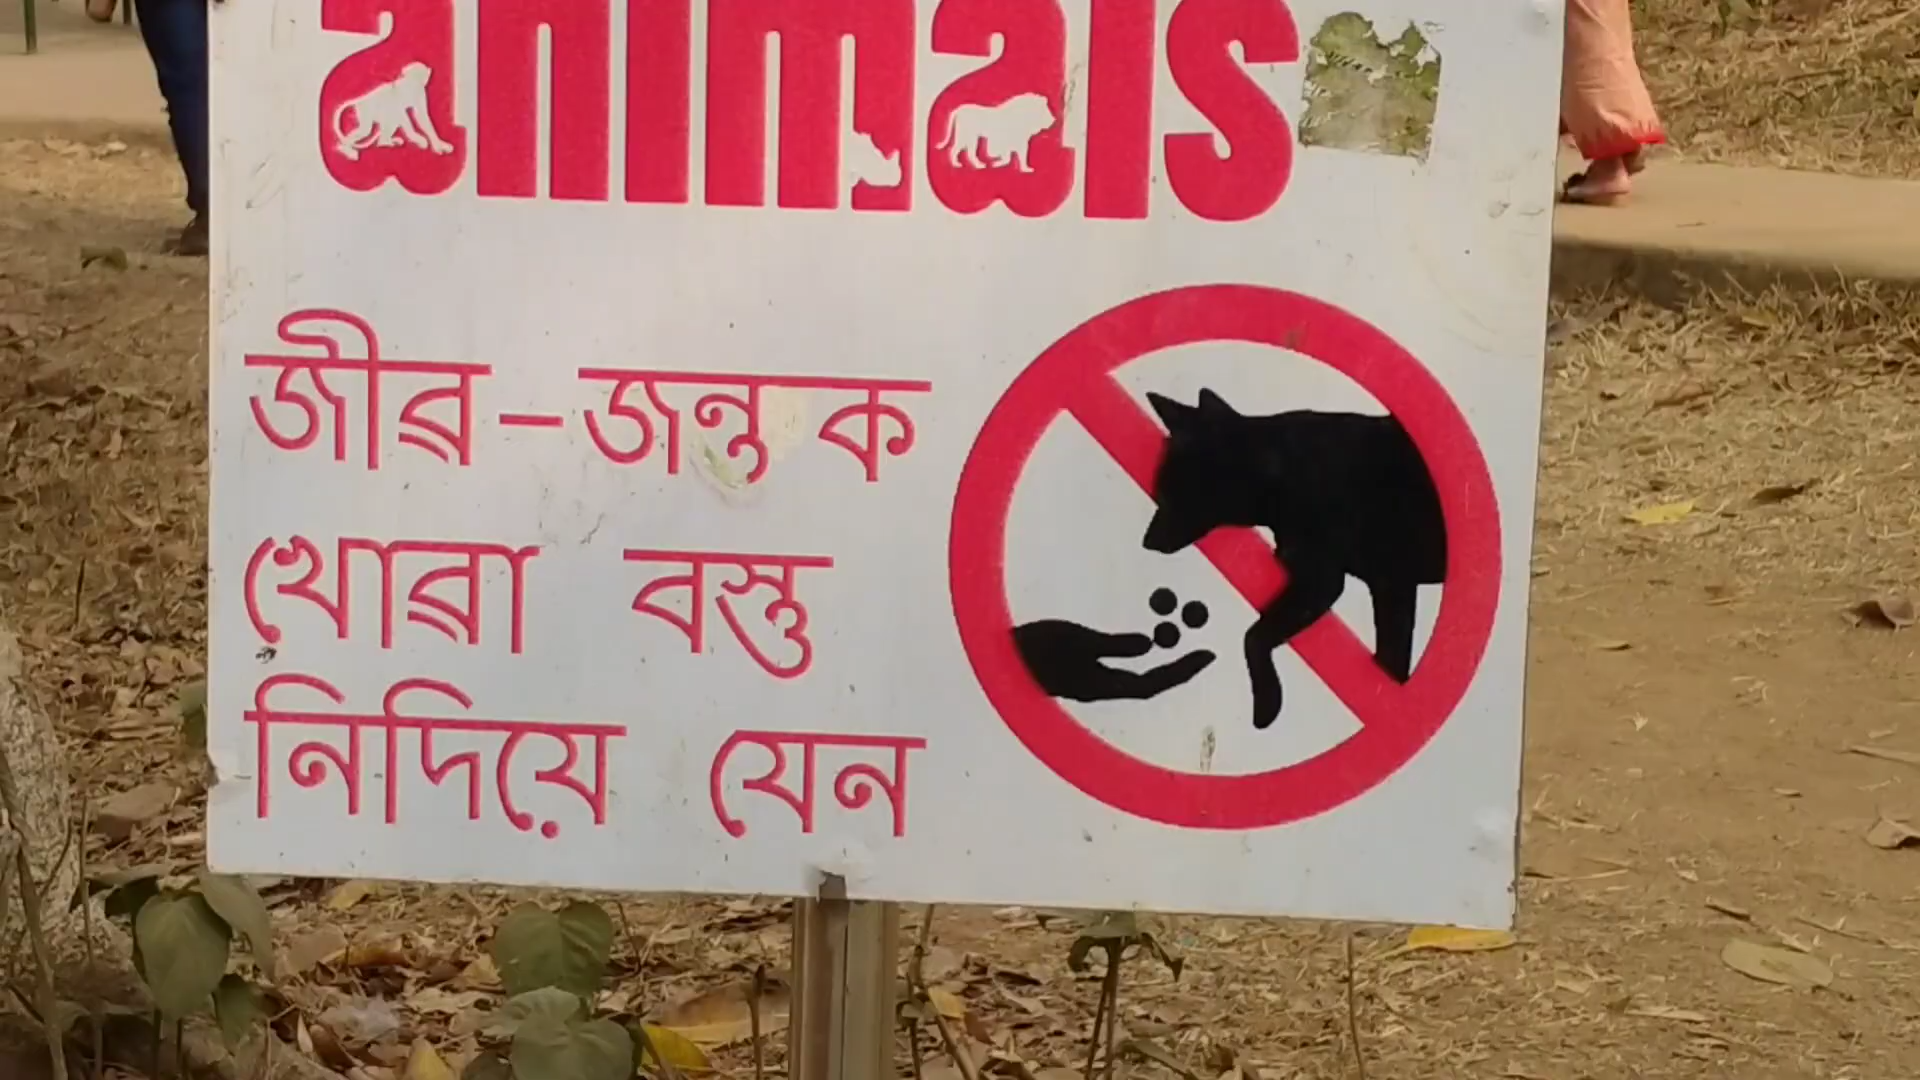 animals
জীৱ-জন্তুক
খোৱা বস্তু
নিদিয়ে যেন